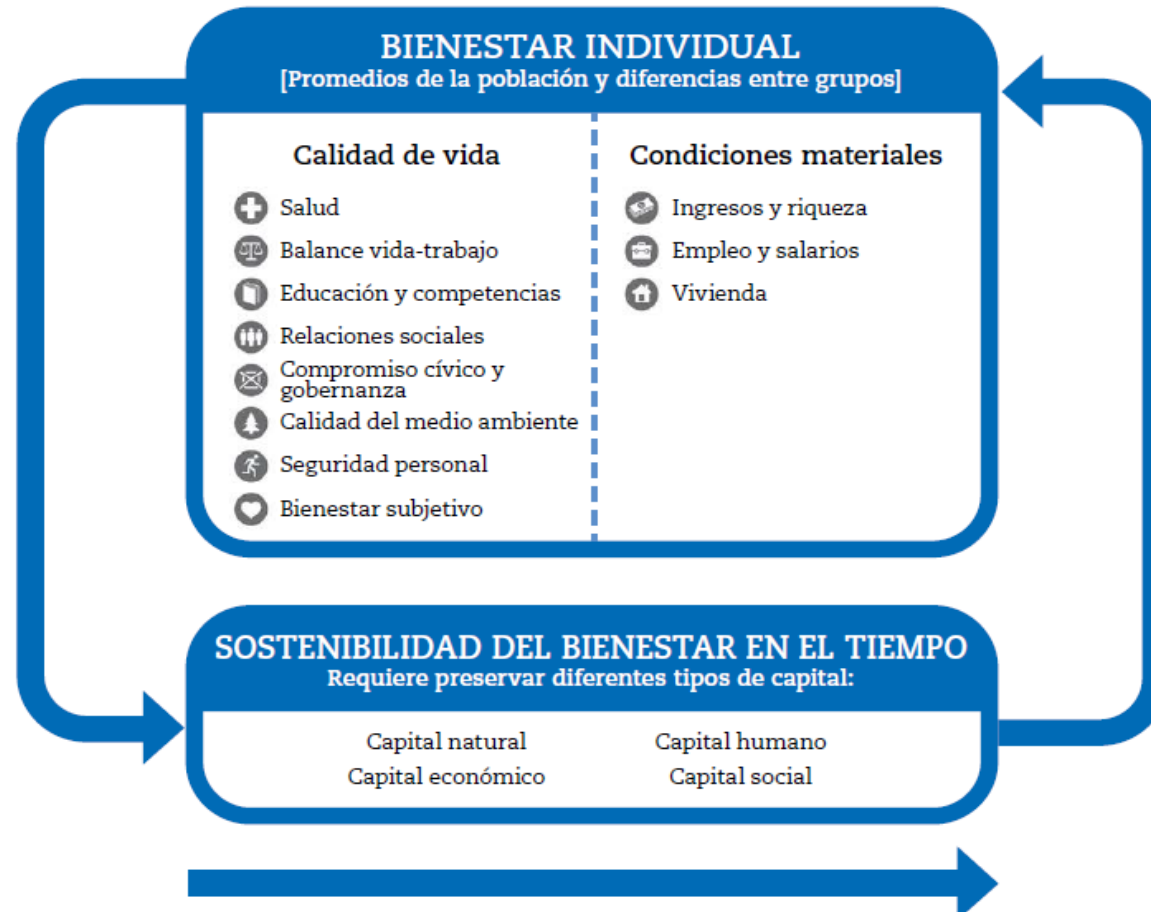 BIENESTAR INDIVIDUAL
[Promedios de la población y diferencias entre grupos]
Calidad de vida
Salud
Balance vida-trabajo
Educación y competencias
Relaciones sociales
Compromiso cívico y
gobernanza
Calidad del medio ambiente
Seguridad personal
Bienestar subjetivo
Condiciones materiales
Ingresos y riqueza
Empleo y salarios
Vivienda
SOSTENIBILIDAD DEL BIENESTAR EN EL TIEMPO
Requiere preservar diferentes tipos de capital:
Capital natural
Capital humano
Capital económico
Capital social